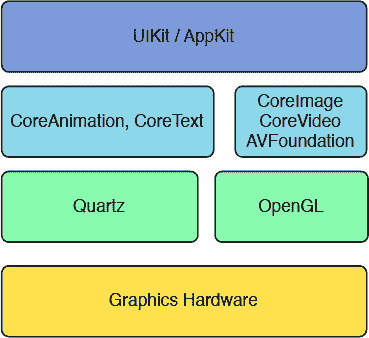 UIKit / AppKit
CoreAnimation, CoreText
CoreImage
CoreVideo
AVFoundation
Quartz
OpenGL
Graphics Hardware